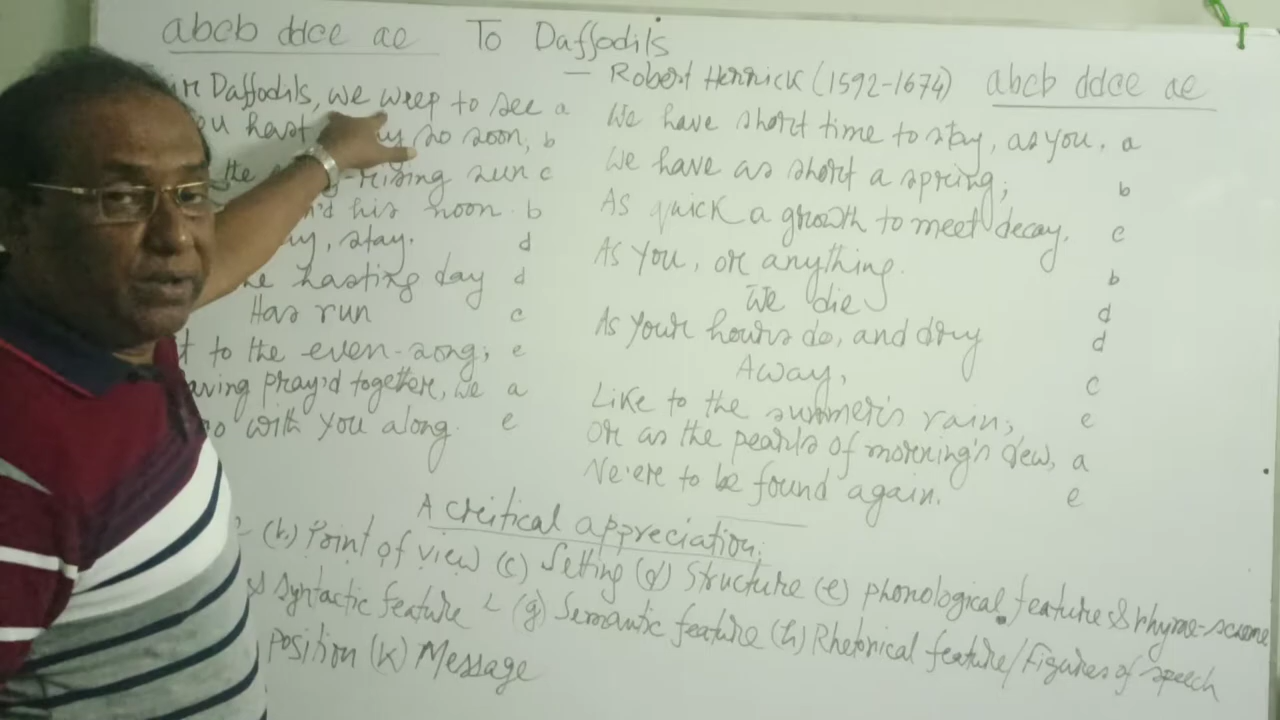 abcb ddce ae To Daffodils
— Robert Herrick (1592-1674) abcb ddce ae
Daffodils, we weep to see a
hast so soon, b
the -rising sun c
his noon. b
, stay. d
hasting day d
Has run c
to the even-song; e
pray'd together, we a
with you along. e
We have short time to stay, as you, a
We have as short a spring; b
As quick a growth to meet decay, c
As you, or anything. b
We die d
As your hours do, and dry d
Away, c
Like to the summer's rain; e
Or as the pearls of morning's dew, a
Ne'ere to be found again. e
A critical appreciation:
(b.) Point of view (c) Setting (d) Structure (e) phonological feature & rhyme-sceme
Syntactic feature (g) Semantic feature (h) Rhetorical feature/Figures of speech
Position (k) Message